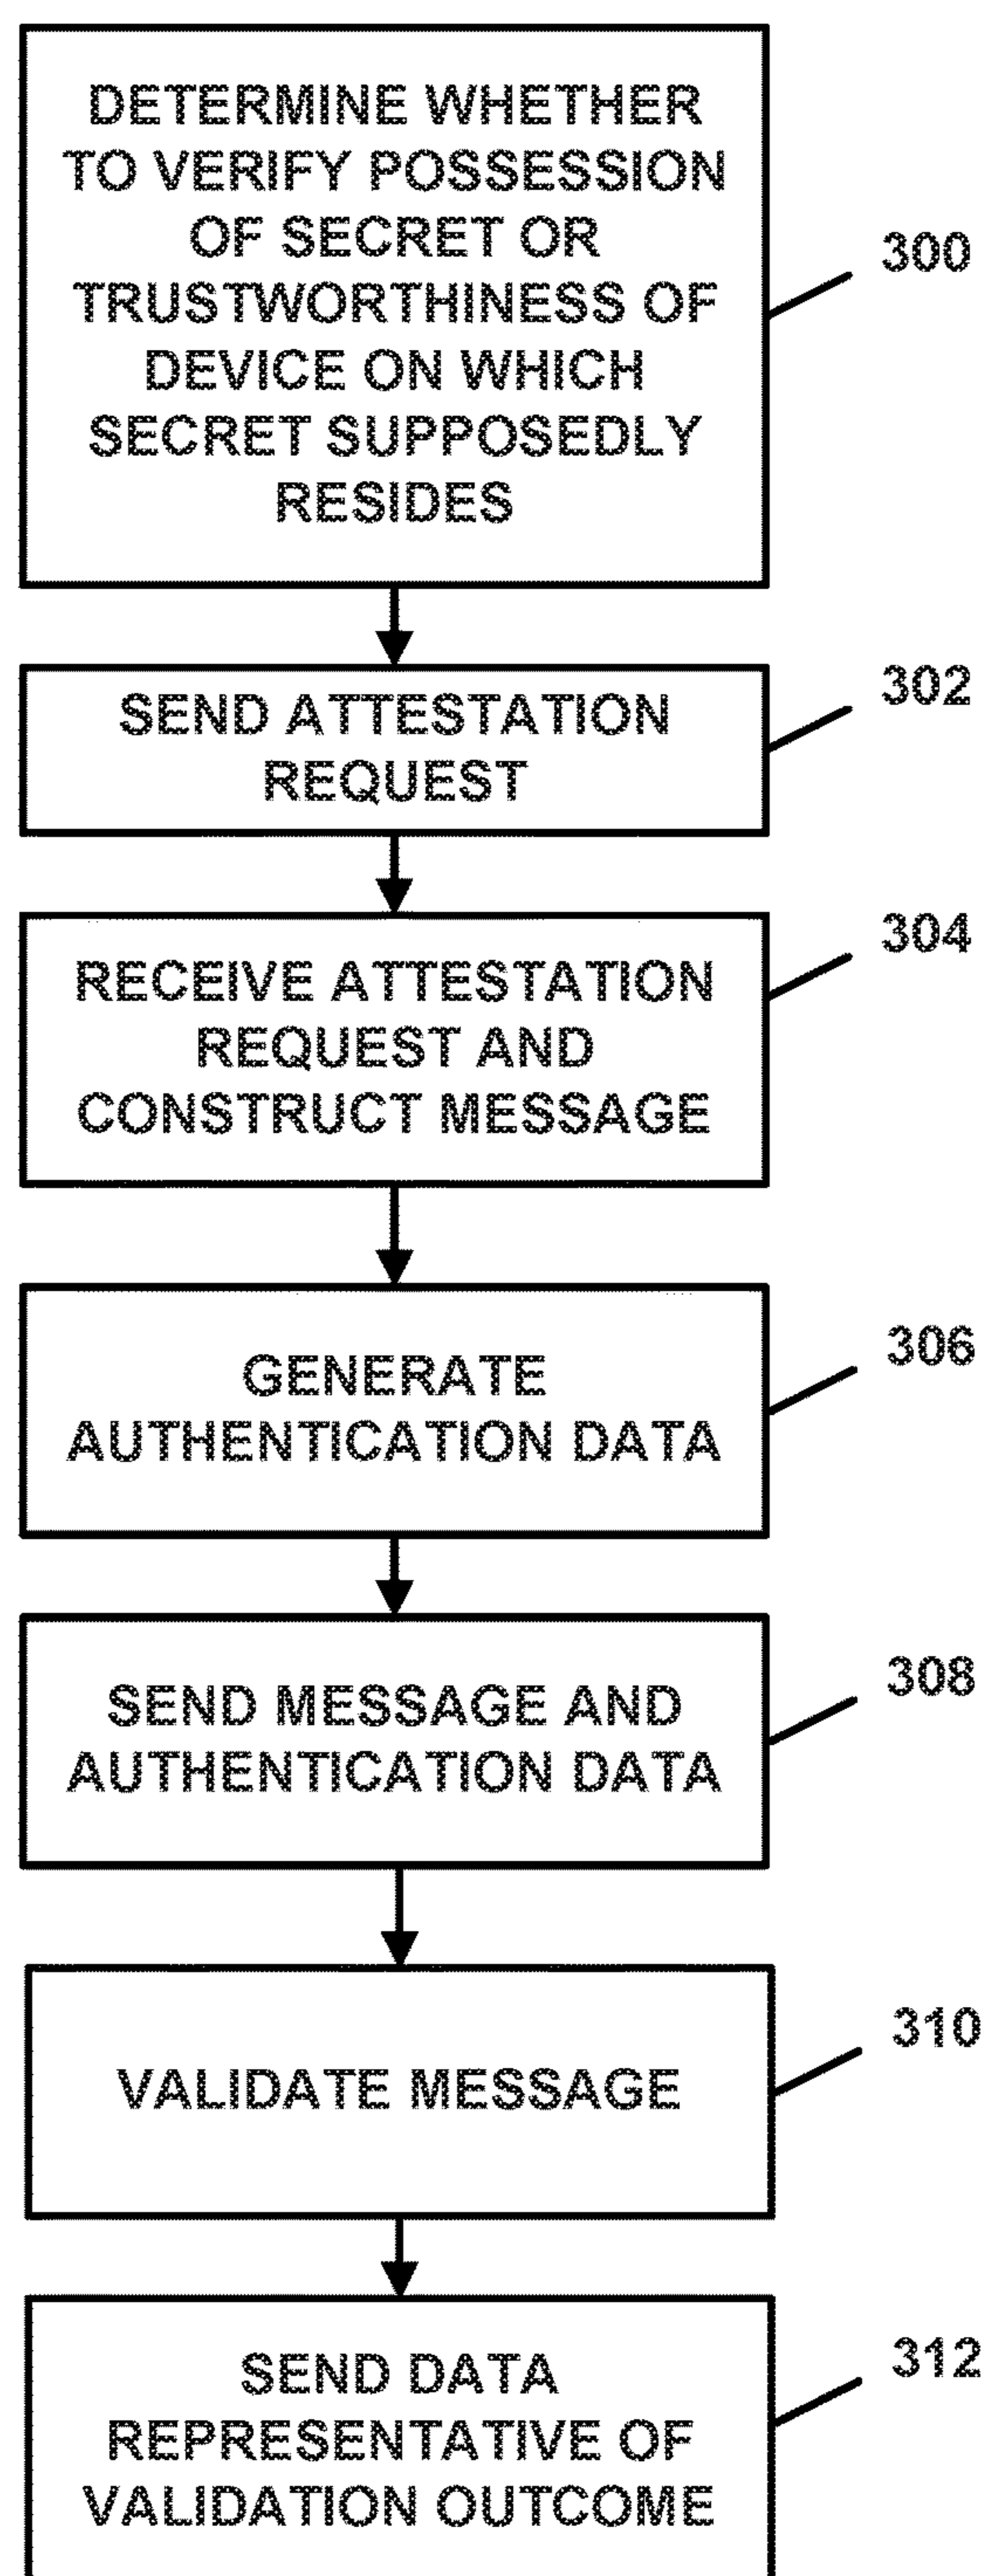 DETERMINE WHETHER
TO VERIFY POSSESSION
OF SECRET OR
TRUSTWORTHINESS OF
DEVICE ON WHICH
SECRET SUPPOSEDLY
RESIDES
300
SEND ATTESTATION
REQUEST
302
RECEIVE ATTESTATION
REQUEST AND
CONSTRUCT MESSAGE
304
GENERATE
AUTHENTICATION DATA
306
SEND MESSAGE AND
AUTHENTICATION DATA
308
VALIDATE MESSAGE
310
SEND DATA
REPRESENTATIVE OF
VALIDATION OUTCOME
312